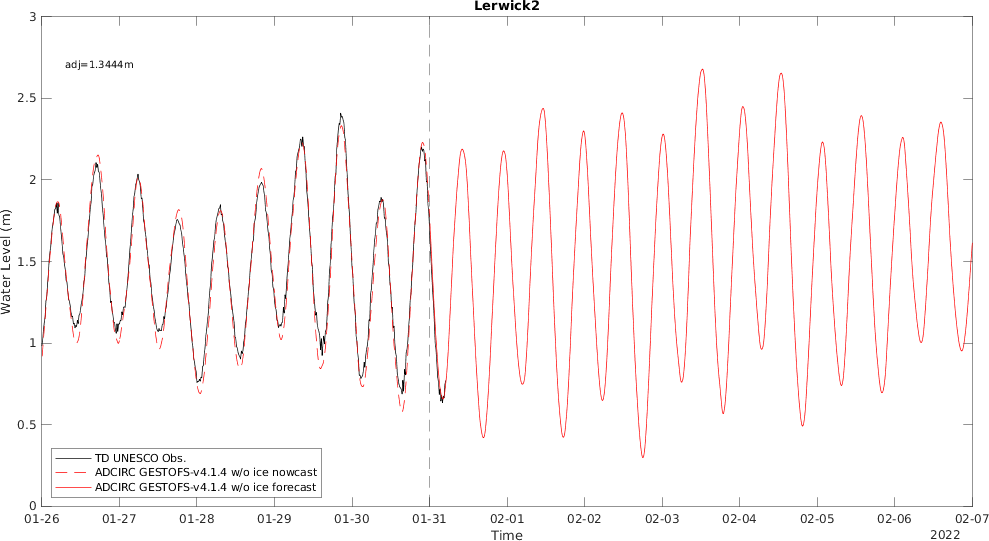 Lerwick2
adj=1.3444m
3
2.5
2
1.5
1
0.5
0
Water Level (m)
TD UNESCO Obs.
ADCIRC GESTOFS-v4.1.4 w/o ice nowcast
ADCIRC GESTOFS-v4.1.4 w/o ice forecast
01-26 01-27 01-28 01-29 01-30 01-31 02-01 02-02 02-03 02-04 02-05 02-06 02-07
Time
2022